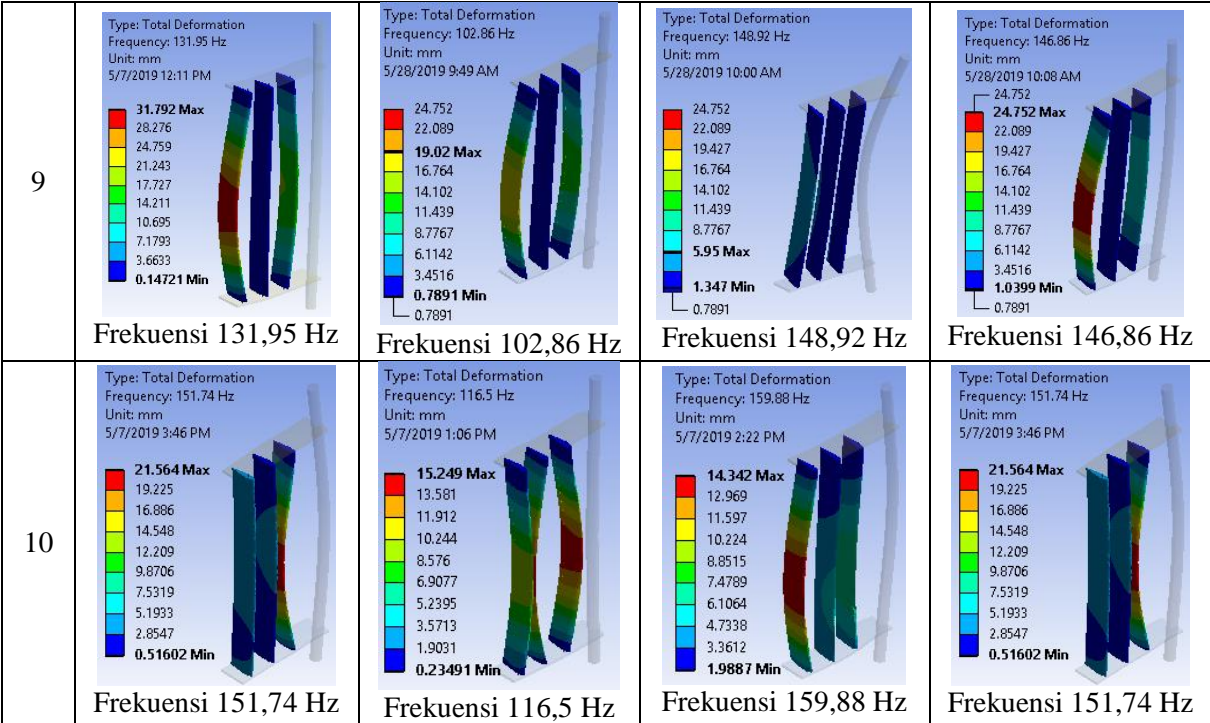 9
Type: Total Deformation
Frequency: 131.95 Hz
Unit: mm
5/7/2019 12:11 PM
31.792 Max
28.276
24.759
21.243
17.727
14.211
10.695
7.1793
3.6633
0.14721 Min
Frekuensi 131,95 Hz
Type: Total Deformation
Frequency: 102.86 Hz
Unit: mm
5/28/2019 9:49 AM
24.752
22.089
19.02 Max
16.764
14.102
11.439
8.7767
6.1142
3.4516
0.7891 Min
0.7891
Frekuensi 102,86 Hz
Type: Total Deformation
Frequency: 148.92 Hz
Unit: mm
5/28/2019 10:00 AM
24.752
22.089
19.427
16.764
14.102
11.439
8.7767
5.95 Max
1.347 Min
0.7891
Frekuensi 148,92 Hz
Type: Total Deformation
Frequency: 146.86 Hz
Unit: mm
5/28/2019 10:08 AM
24.752
24.752 Max
22.089
19.427
16.764
14.102
11.439
8.7767
6.1142
3.4516
1.0399 Min
0.7891
Frekuensi 146,86 Hz
10
Type: Total Deformation
Frequency: 151.74 Hz
Unit: mm
5/7/2019 3:46 PM
21.564 Max
19.225
16.886
14.548
12.209
9.8706
7.5319
5.1933
2.8547
0.51602 Min
Frekuensi 151,74 Hz
Type: Total Deformation
Frequency: 116.5 Hz
Unit: mm
5/7/2019 1:06 PM
15.249 Max
13.581
11.912
10.244
8.576
6.9077
5.2395
3.5713
1.9031
0.23491 Min
Frekuensi 116,5 Hz
Type: Total Deformation
Frequency: 159.88 Hz
Unit: mm
5/7/2019 2:22 PM
14.342 Max
12.969
11.597
10.224
8.8515
7.4789
6.1064
4.7338
3.3612
1.9887 Min
Frekuensi 159,88 Hz
Type: Total Deformation
Frequency: 151.74 Hz
Unit: mm
5/7/2019 3:46 PM
21.564 Max
19.225
16.886
14.548
12.209
9.8706
7.5319
5.1933
2.8547
0.51602 Min
Frekuensi 151,74 Hz